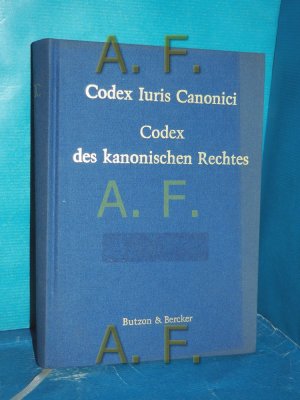 A. F.
Codex Iuris Canonici
Codex
des kanonischen Rechtes
A. F.
Butzon & Bercker
A. F.